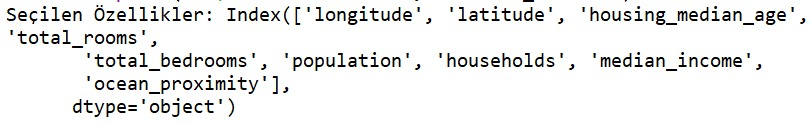 Seçilen Özellikler: Index(['longitude', 'latitude', 'housing_median_age',
'total_rooms',
       'total_bedrooms', 'population', 'households', 'median_income',
       'ocean_proximity'],
      dtype='object')